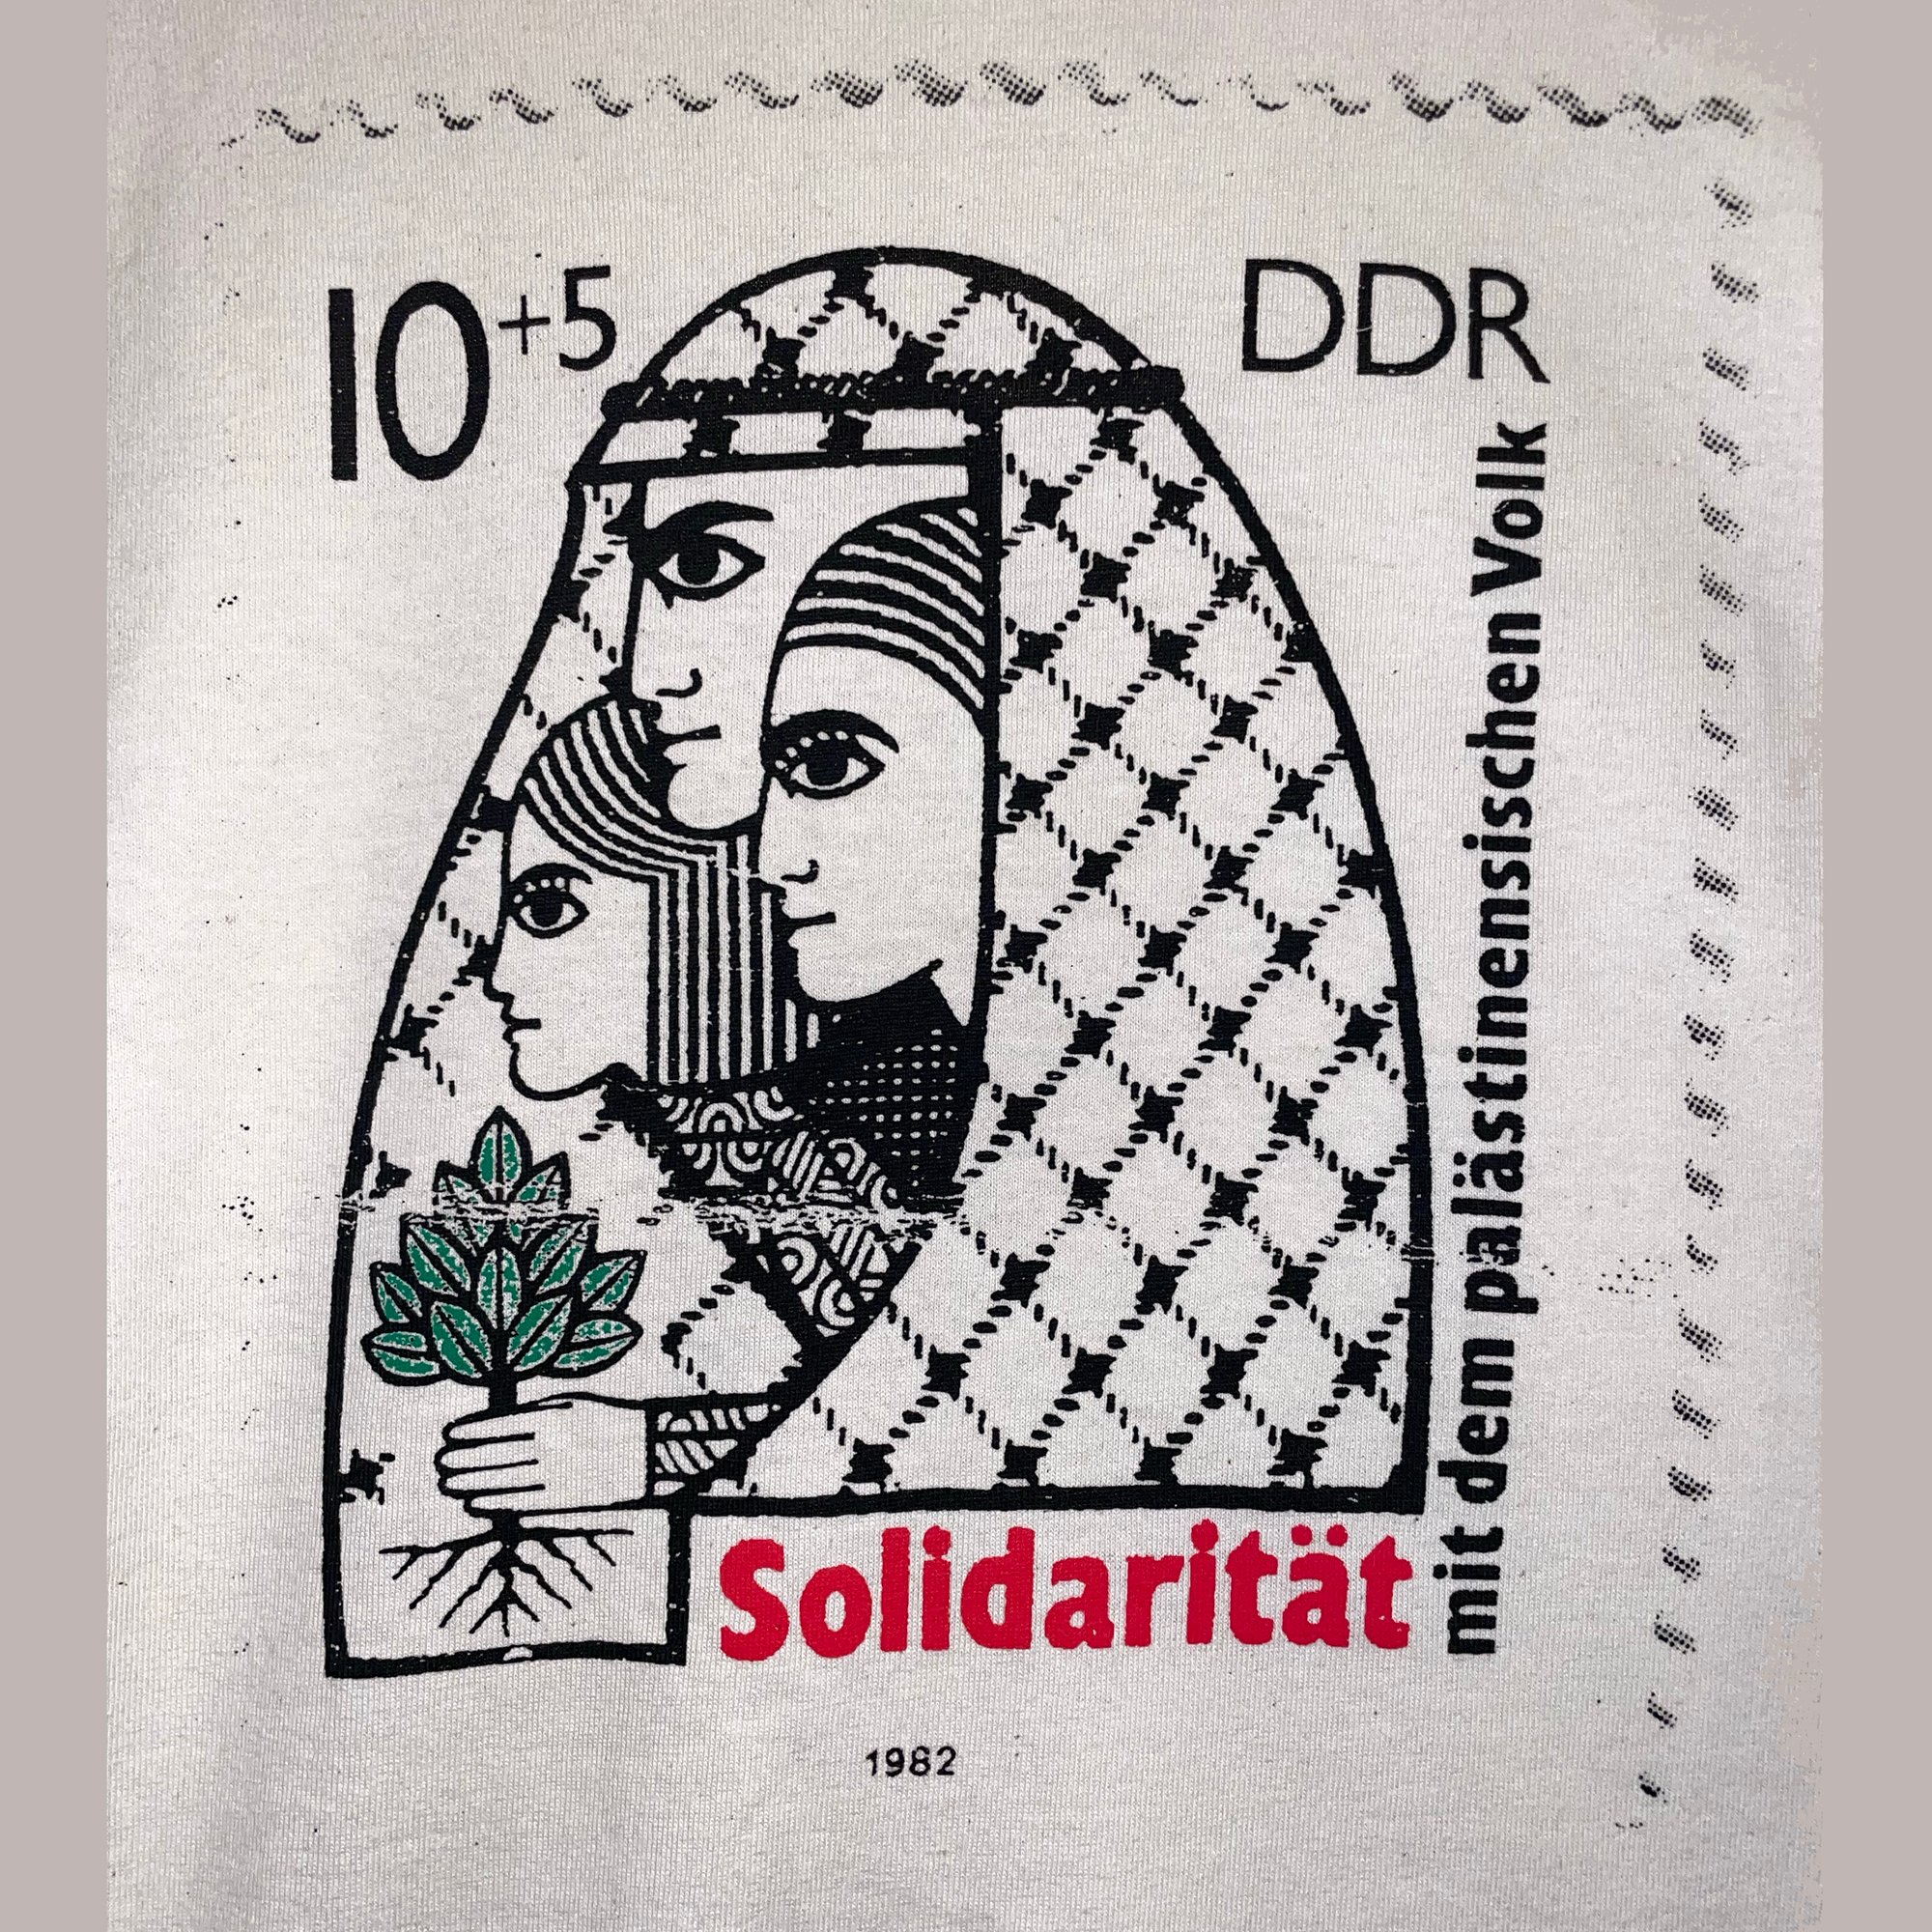 10+5
DDR
Solidarität
mit dem palästinensischen Volk
1982